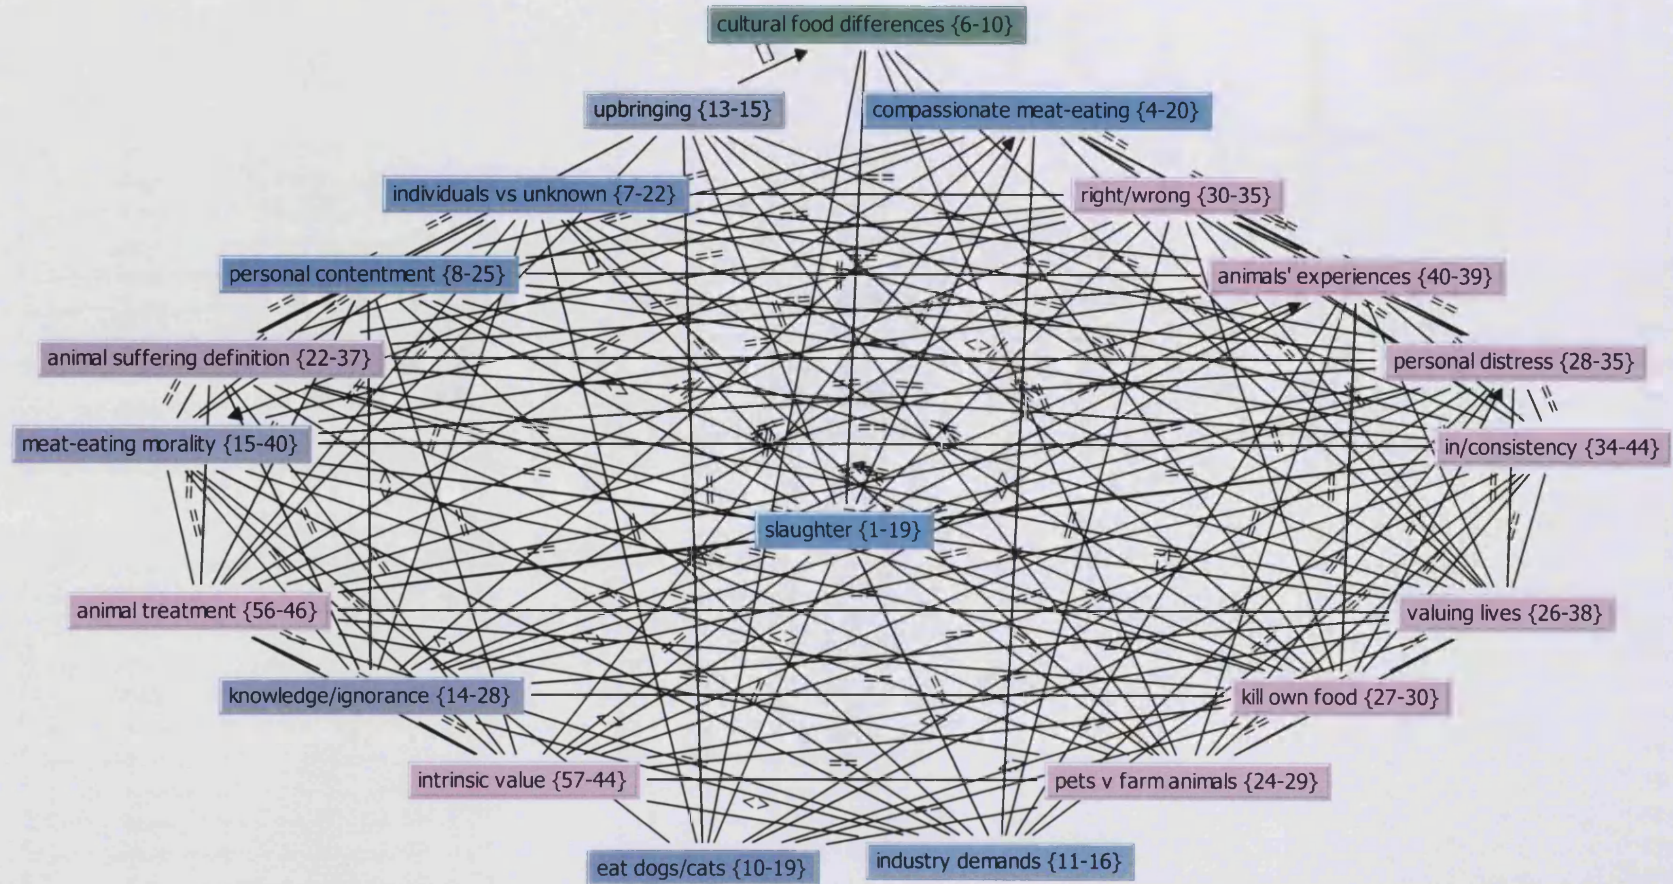 cultural food differences {6-10}
upbringing {13-15}
compassionate meat-eating {4-20}
individuals vs unknown {7-22}
right/wrong {30-35}
personal contentment {8-25}
animals' experiences {40-39}
animal suffering definition {22-37}
personal distress {28-35}
meat-eating morality {15-40}
in/consistency {34-44}
slaughter {1-19}
animal treatment {56-46}
valuing lives {26-38}
knowledge/ignorance {14-28}
kill own food {27-30}
intrinsic value {57-44}
pets v farm animals {24-29}
eat dogs/cats {10-19}
industry demands {11-16}